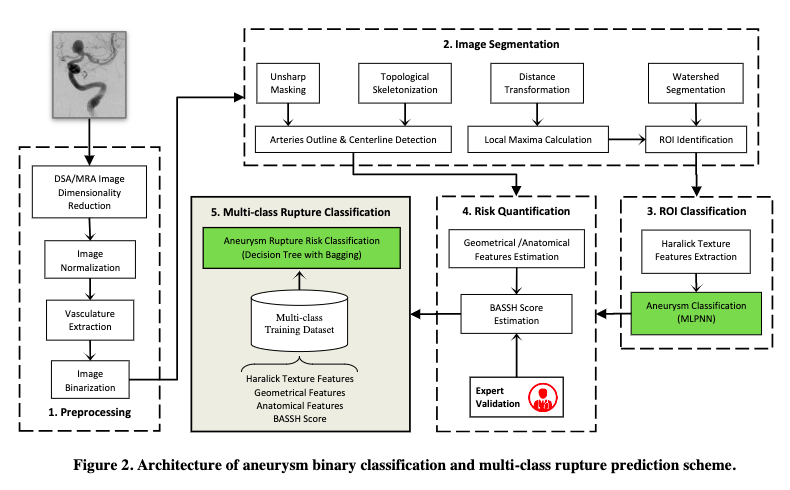 2. Image Segmentation
Unsharp
Masking
Topological
Skeletonization
Distance
Transformation
Watershed
Segmentation
Arteries Outline & Centerline Detection
Local Maxima Calculation
ROI Identification
DSA/MRA Image
Dimensionality
Reduction
Image
Normalization
Vasculature
Extraction
Image
Binarization
1. Preprocessing
5. Multi-class Rupture Classification
Aneurysm Rupture Risk Classification
(Decision Tree with Bagging)
Multi-class
Training Dataset
Haralick Texture Features
Geometrical Features
Anatomical Features
BASSH Score
4. Risk Quantification
Geometrical /Anatomical
Features Estimation
BASSH Score
Estimation
Expert
Validation
3. ROI Classification
Haralick Texture
Features Extraction
Aneurysm Classification
(MLPNN)
Figure 2. Architecture of aneurysm binary classification and multi-class rupture prediction scheme.